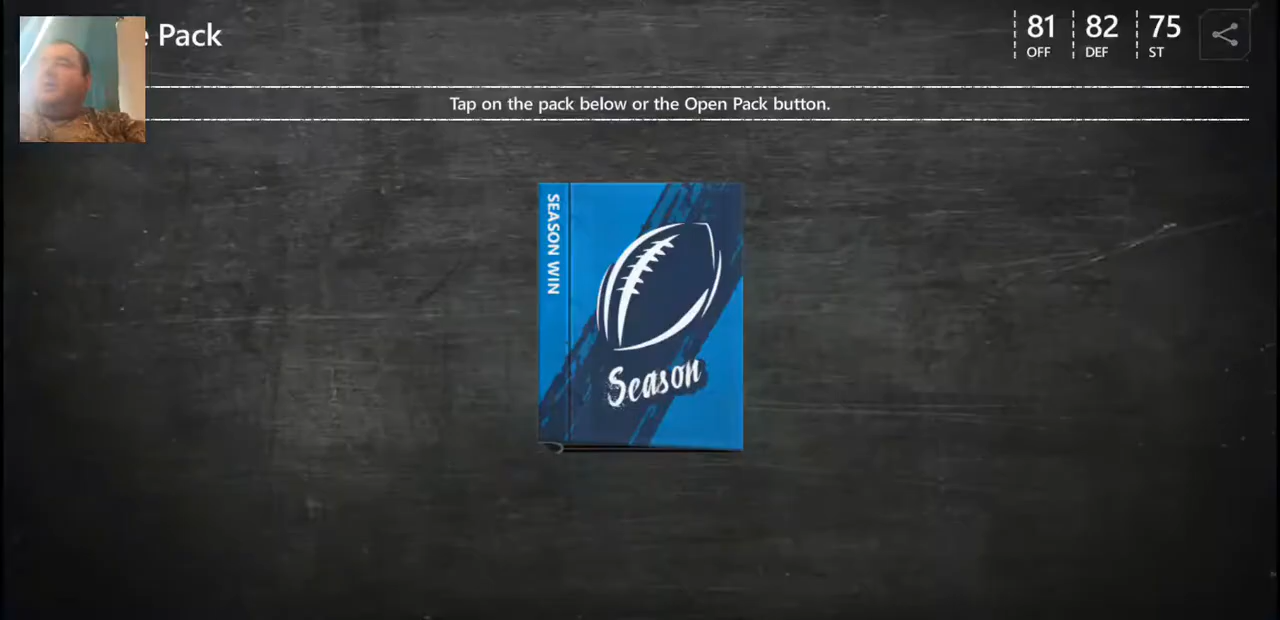 e Pack
81 82 75
OFF DEF ST
Tap on the pack below or the Open Pack button.
SEASON WIN
Season